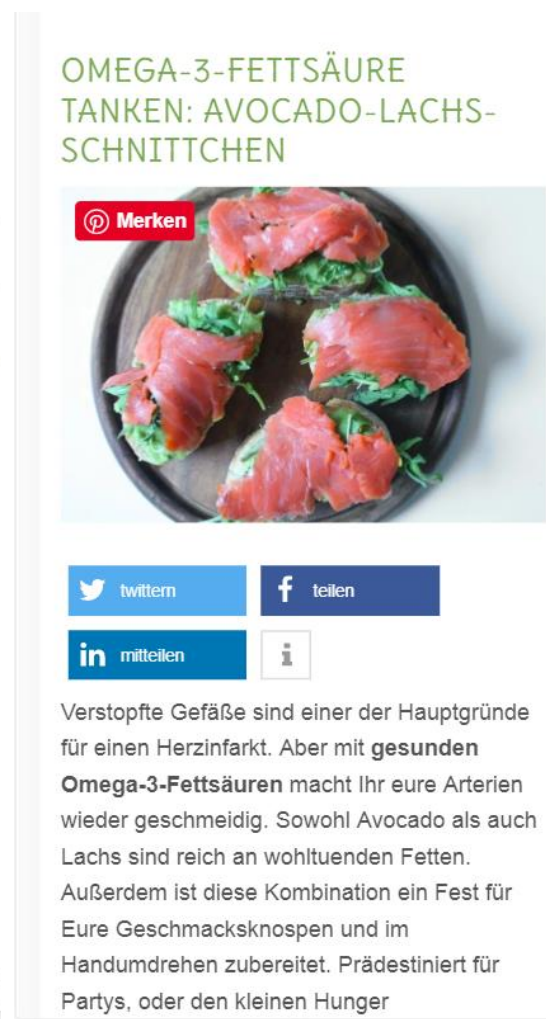 OMEGA-3-FETTSÄURE
TANKEN: AVOCADO-LACHS-
SCHNITTCHEN
Merken
twittern
teilen
mitteilen
Verstopfte Gefäße sind einer der Hauptgründe
für einen Herzinfarkt. Aber mit gesunden
Omega-3-Fettsäuren macht Ihr eure Arterien
wieder geschmeidig. Sowohl Avocado als auch
Lachs sind reich an wohltuenden Fetten.
Außerdem ist diese Kombination ein Fest für
Eure Geschmacksknospen und im
Handumdrehen zubereitet. Prädestiniert für
Partys, oder den kleinen Hunger